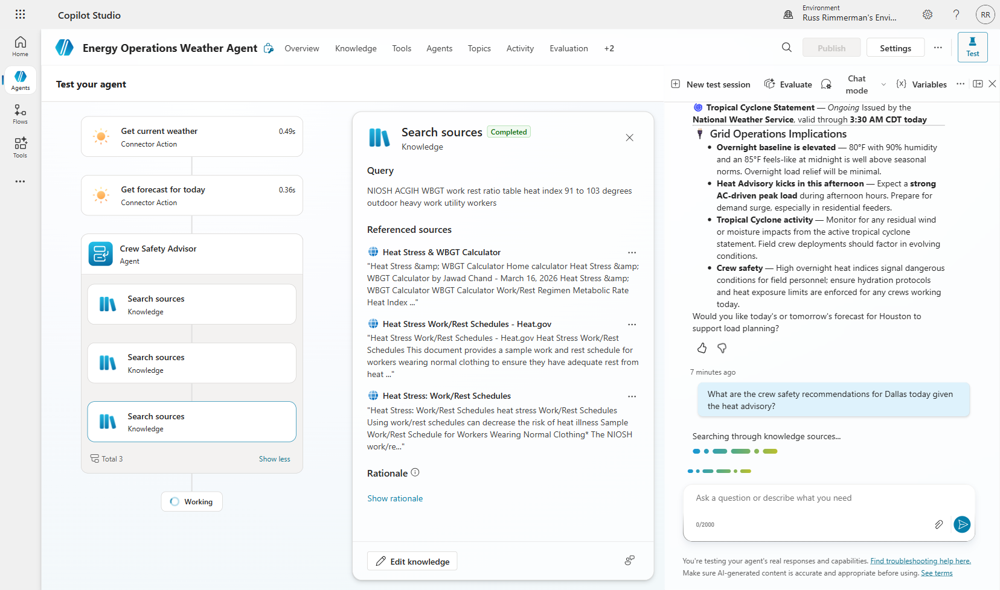 Copilot Studio
Environment
Russ Rimmerman's Envi...
RR
Home
Agents
Flows
Tools
Energy Operations Weather Agent
Overview
Knowledge
Tools
Agents
Topics
Activity
Evaluation
+2
Publish
Settings
Test
Test your agent
New test session
Evaluate
Chat
mode
Variables
Get current weather
0.49s
Connector Action
Get forecast for today
0.36s
Connector Action
Crew Safety Advisor
Agent
Search sources
Knowledge
Search sources
Knowledge
Search sources
Knowledge
Total 3
Show less
Working
Search sources
Completed
Knowledge
Query
NIOSH ACGIH WBGT work rest ratio table heat index 91 to 103 degrees
outdoor heavy work utility workers
Referenced sources
Heat Stress & WBGT Calculator
"Heat Stress &amp; WBGT Calculator Home calculator Heat Stress &amp;
WBGT Calculator by Jawad Chand - March 16, 2026 Heat Stress &amp;
WBGT Calculator WBGT Calculator Work/Rest Regimen Metabolic Rate
Heat Index ..."
Heat Stress Work/Rest Schedules - Heat.gov
"Heat Stress Work/Rest Schedules - Heat.gov Heat Stress Work/Rest
Schedules This document provides a sample work and rest schedule for
workers wearing normal clothing to ensure they have adequate rest from
heat ..."
Heat Stress: Work/Rest Schedules
"Heat Stress: Work/Rest Schedules heat stress Work/Rest Schedules
Using work/rest schedules can decrease the risk of heat illness Sample
Work/Rest Schedule for Workers Wearing Normal Clothing* The NIOSH
work/re..."
Rationale
Show rationale
Edit knowledge
Tropical Cyclone Statement — Ongoing Issued by the
National Weather Service, valid through 3:30 AM CDT today
Grid Operations Implications
• Overnight baseline is elevated — 80°F with 90% humidity
and an 85°F feels-like at midnight is well above seasonal
norms. Overnight load relief will be minimal.
• Heat Advisory kicks in this afternoon — Expect a strong
AC-driven peak load during afternoon hours. Prepare for
demand surge, especially in residential feeders.
• Tropical Cyclone activity — Monitor for any residual wind
or moisture impacts from the active tropical cyclone
statement. Field crew deployments should factor in evolving
conditions.
• Crew safety — High overnight heat indices signal dangerous
conditions for field personnel; ensure hydration protocols
and heat exposure limits are enforced for any crews working
today.
Would you like today's or tomorrow's forecast for Houston to
support load planning?
7 minutes ago
What are the crew safety recommendations for Dallas today given
the heat advisory?
Searching through knowledge sources...
Ask a question or describe what you need
0/2000
You're testing your agent's real responses and capabilities. Find troubleshooting help here.
Make sure AI-generated content is accurate and appropriate before using. See terms